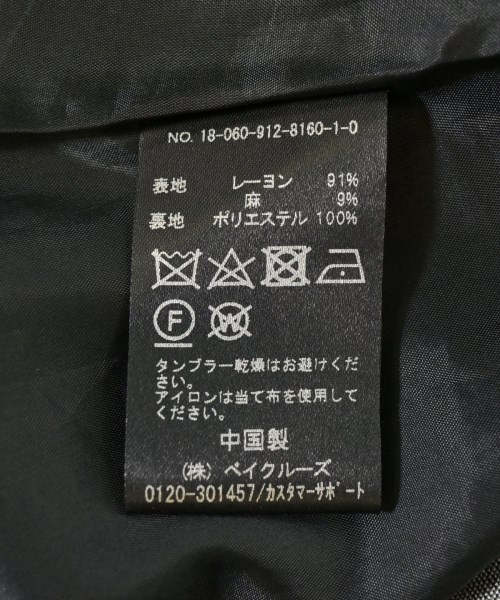 NO. 18-060-912-8160-1-0
表地 レーヨン 91%
麻 9%
裏地 ポリエステル 100%
F W
タンブラー乾燥はお避けくだ
さい。
アイロンは当て布を使用して
ください。
中国製
(株) ベイクルーズ
0120-301457/カスタマーサポート